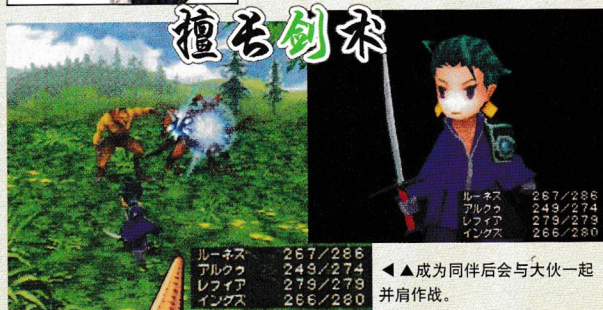 擅长剑术
ルーネス 267/286
アルクゥ 249/274
レフィア 279/279
イングズ 266/280
ルーネス 267/286
アルクゥ 249/274
レフィア 279/279
イングズ 266/280
◀▲成为同伴后会与大伙一起
并肩作战。